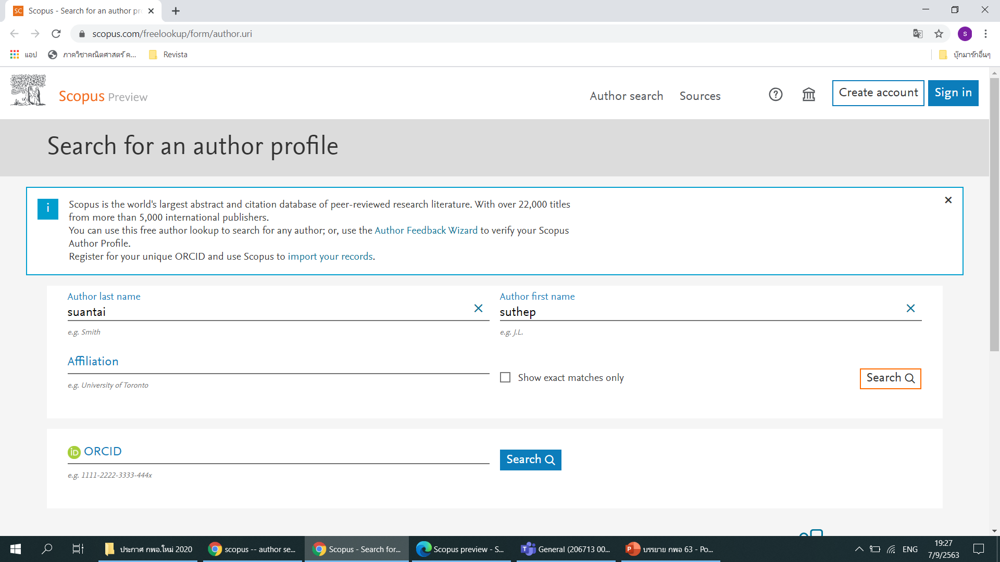 Scopus - Search for an author pro
scopus.com/freelookup/form/author.uri
s
แอป
ภาควิชาคณิตศาสตร์ ค...
Revista
บุ๊กมาร์กอื่นๆ
Scopus Preview
Author search
Sources
Create account
Sign in
Search for an author profile
Scopus is the world's largest abstract and citation database of peer-reviewed research literature. With over 22,000 titles
from more than 5,000 international publishers.
You can use this free author lookup to search for any author; or, use the Author Feedback Wizard to verify your Scopus
Author Profile.
Register for your unique ORCID and use Scopus to import your records.
Author last name
suantai
e.g. Smith
Author first name
suthep
e.g. J.L.
Affiliation
e.g. University of Toronto
Show exact matches only
Search
iD ORCID
e.g. 1111-2222-3333-444x
Search
ประกาศ กพอ.ใหม่ 2020
scopus -- author se...
Scopus - Search for...
Scopus preview - S...
General (206713 00...
บรรยาย กพอ 63 - Po...
ENG
19:27
7/9/2563